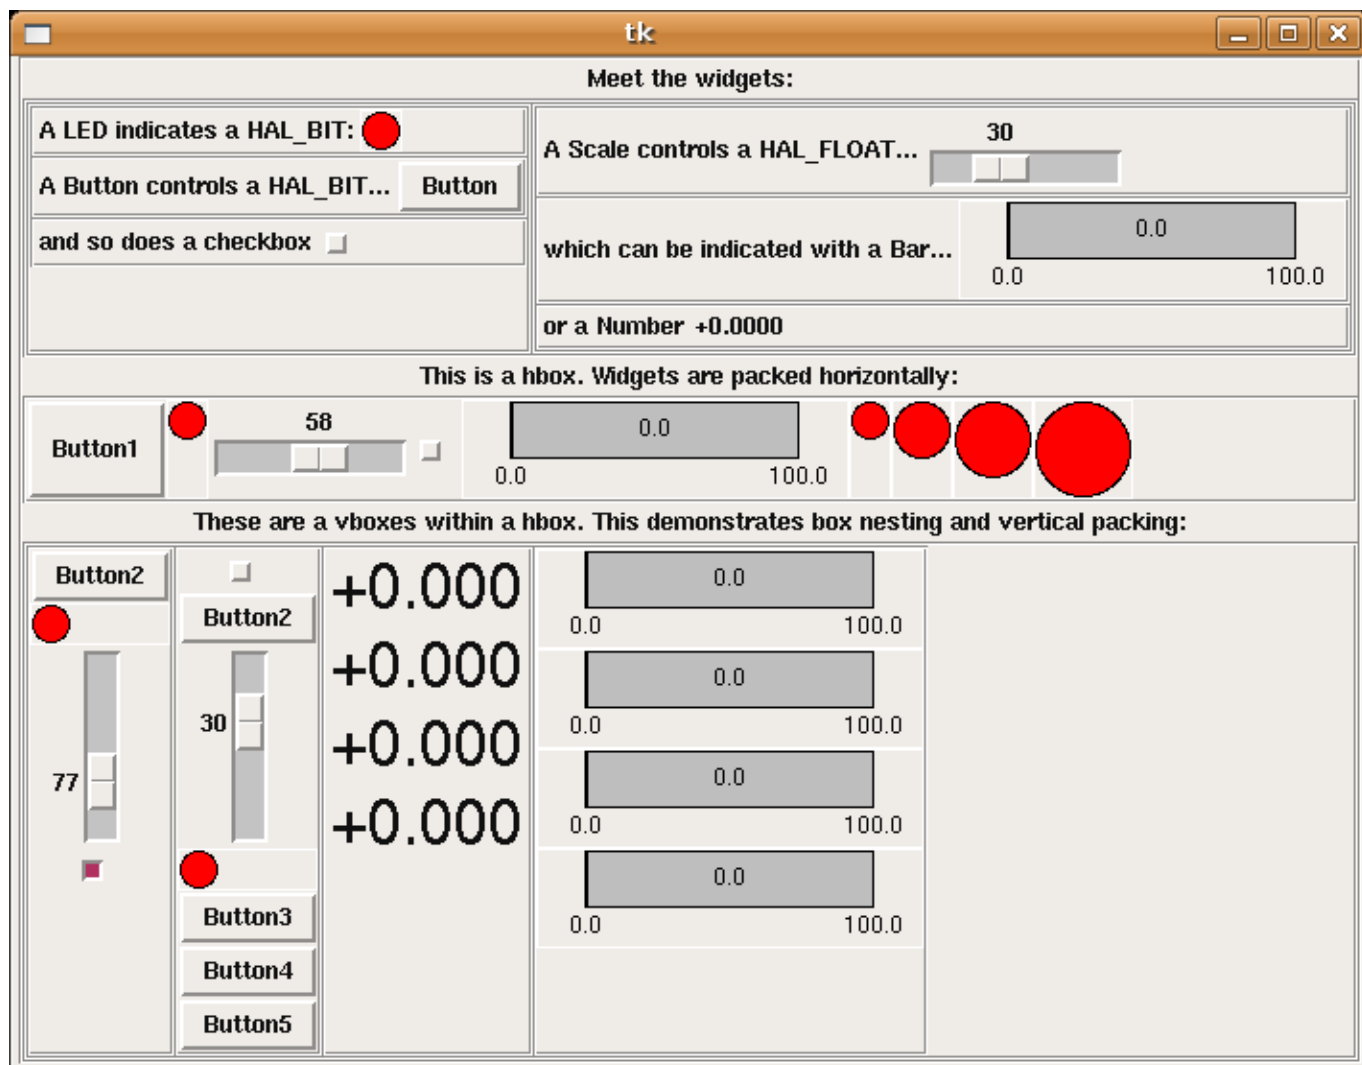 tk
Meet the widgets:
A LED indicates a HAL_BIT:
A Button controls a HAL_BIT... Button
and so does a checkbox
30
A Scale controls a HAL_FLOAT...
0.0
which can be indicated with a Bar...
0.0 100.0
or a Number +0.0000
This is a hbox. Widgets are packed horizontally:
Button1
58
0.0
0.0 100.0
These are a vboxes within a hbox. This demonstrates box nesting and vertical packing:
Button2
77
Button2
30
Button3
Button4
Button5
+0.000
+0.000
+0.000
+0.000
0.0
0.0 100.0
0.0
0.0 100.0
0.0
0.0 100.0
0.0
0.0 100.0